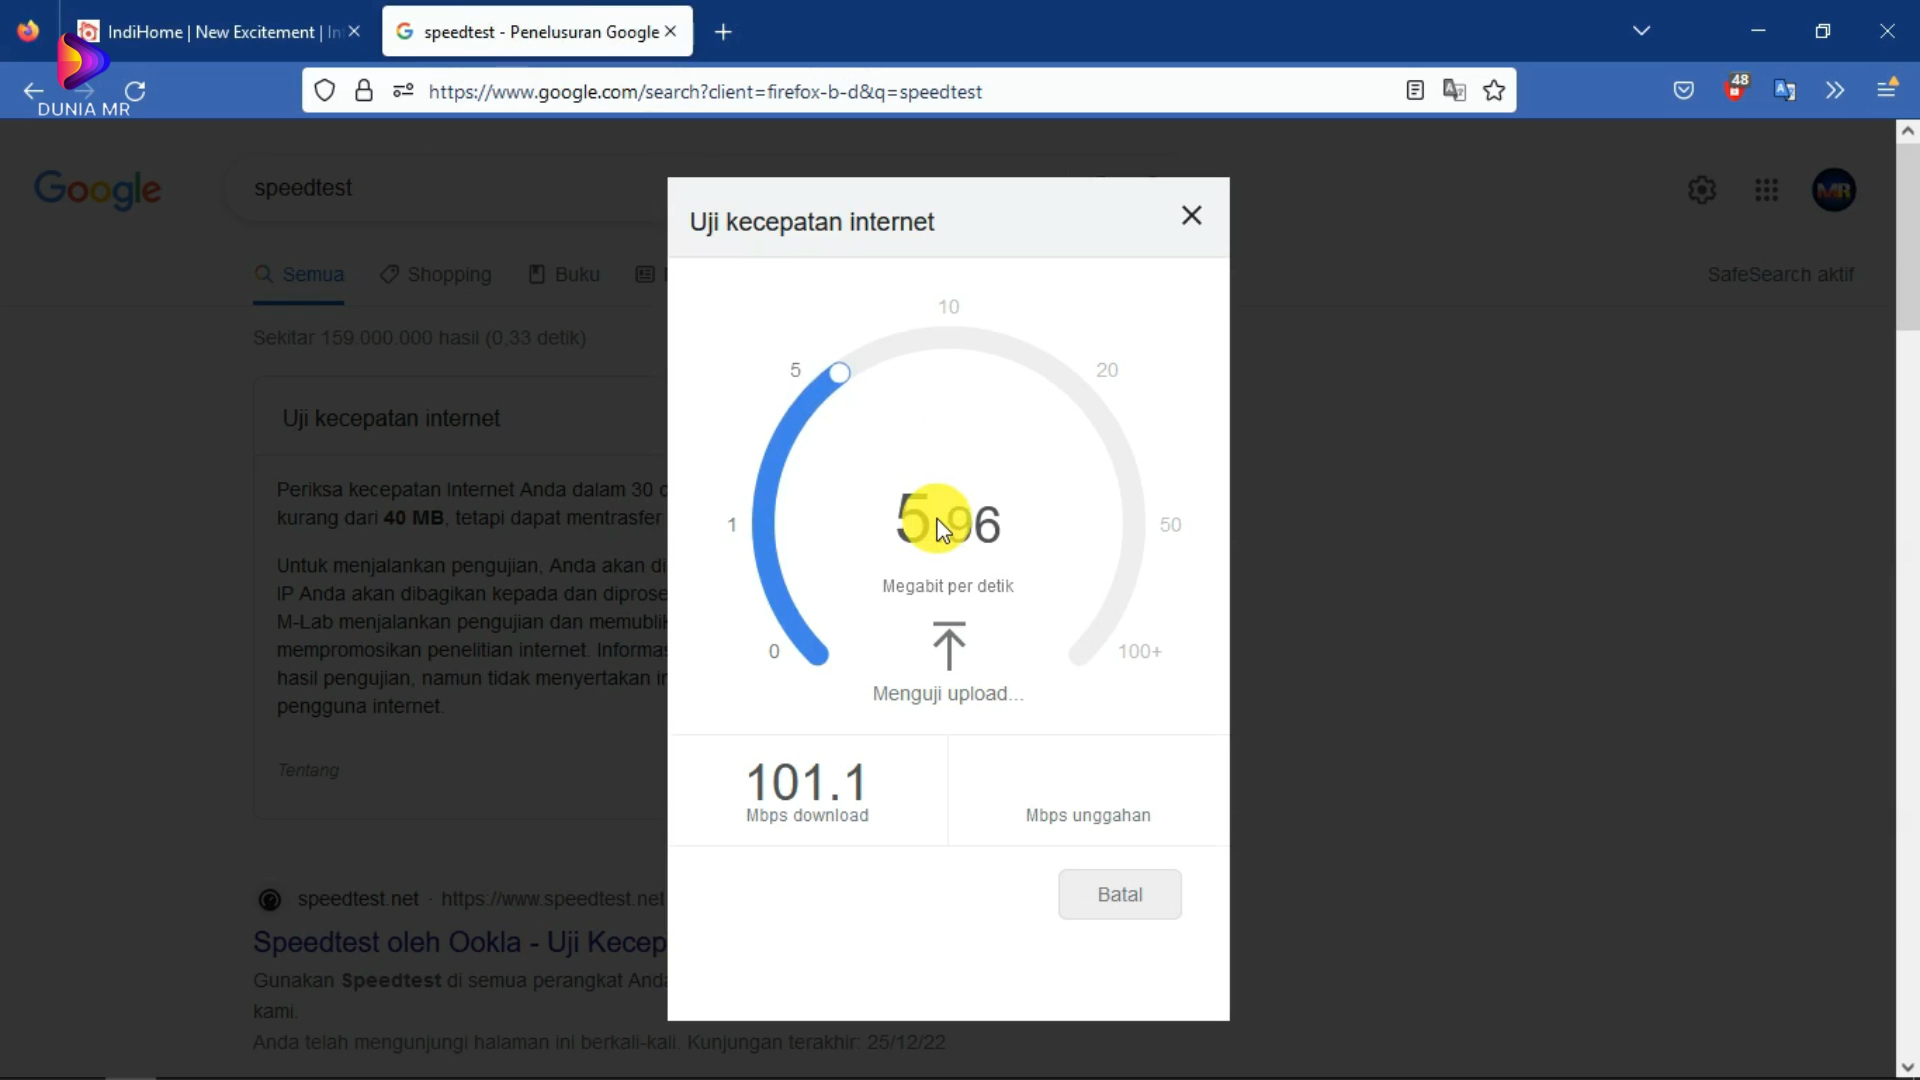 IndiHome | New Excitement | In
speedtest - Penelusuran Google
DUNIA MR
https://www.google.com/search?client=firefox-b-d&q=speedtest
48
Google
speedtest
MR
Semua
Shopping
Buku
SafeSearch aktif
Sekitar 159.000.000 hasil (0,33 detik)
Uji kecepatan internet
Periksa kecepatan Internet Anda dalam 30
kurang dari 40 MB, tetapi dapat mentrasfer
Untuk menjalankan pengujian, Anda akan
IP Anda akan dibagikan kepada dan
M-Lab menjalankan pengujian dan
mempromosikan penelitian internet.
hasil pengujian, namun tidak menyertakan
pengguna internet.
Tentang
speedtest.net · https://www.speedtest.net
Speedtest oleh Ookla - Uji Kecep
Gunakan Speedtest di semua perangkat Anda
kami.
Anda telah mengunjungi halaman ini berkali-kali. Kunjungan terakhir: 25/12/22
Uji kecepatan internet
10
5
20
1
50
0
100+
5.96
Megabit per detik
Menguji upload...
101.1
Mbps download
Mbps unggahan
Batal